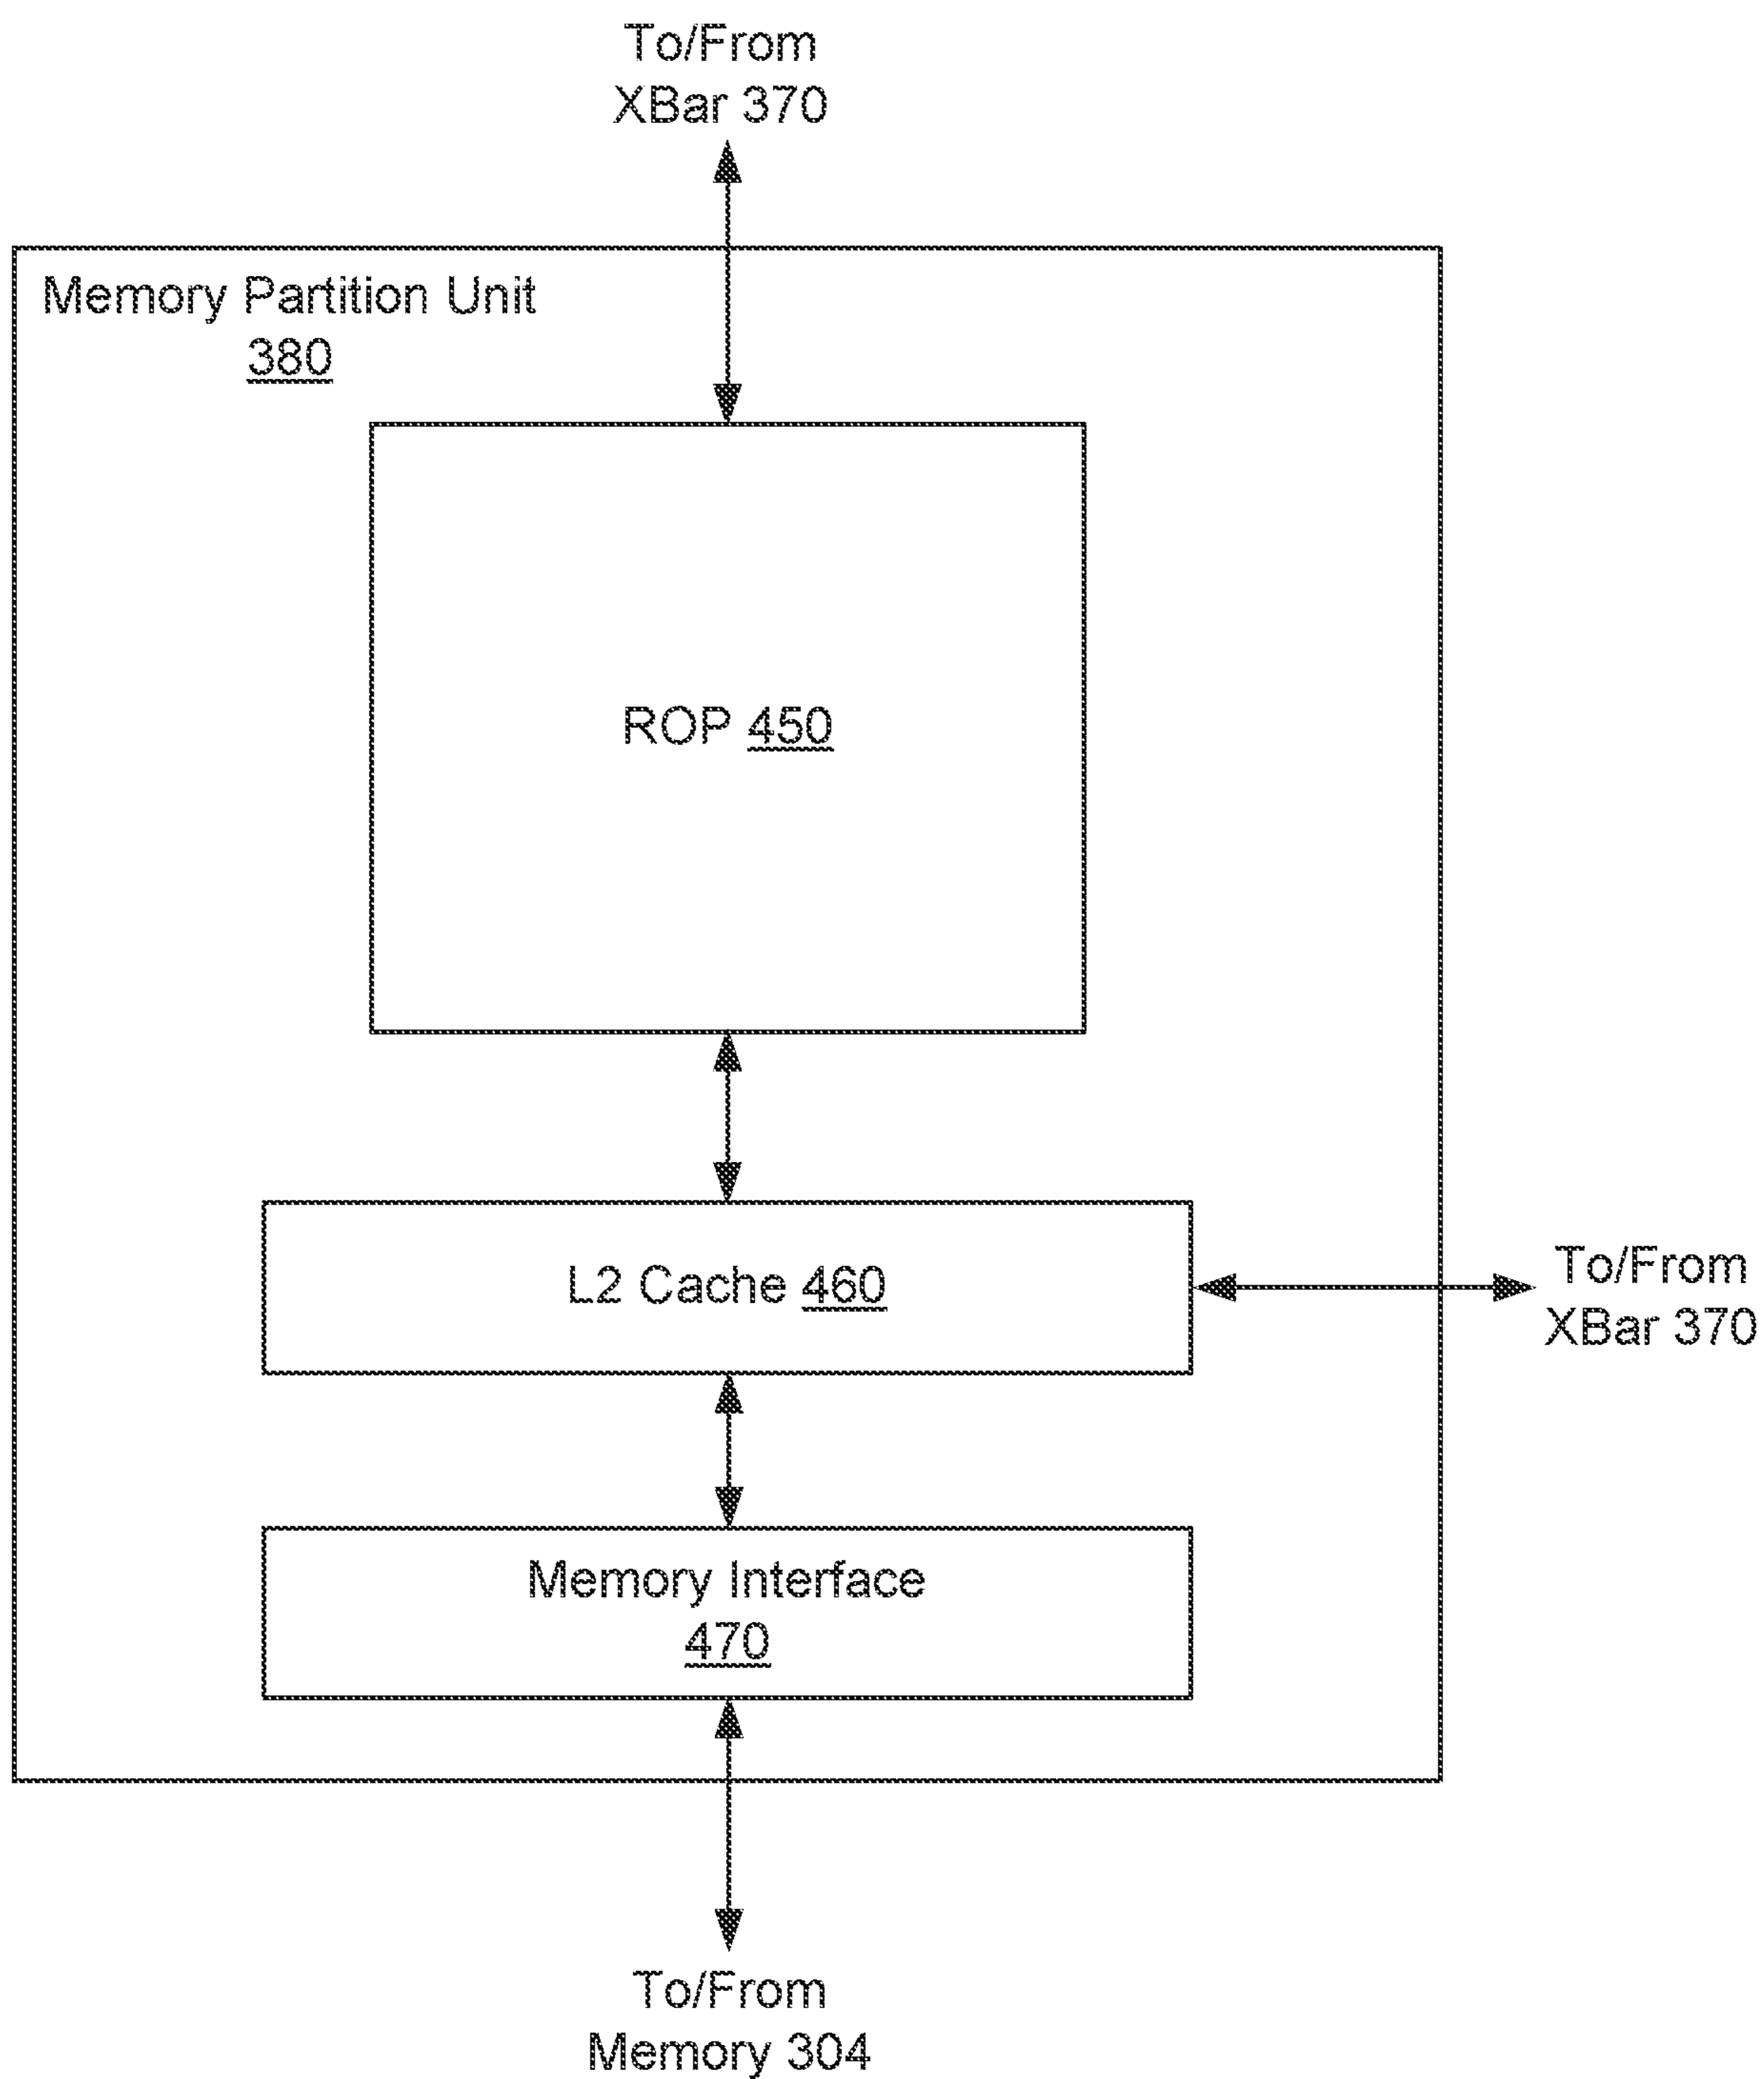 To/From
XBar 370
Memory Partition Unit
380
ROP 450
L2 Cache 460
To/From
XBar 370
Memory Interface
470
To/From
Memory 304